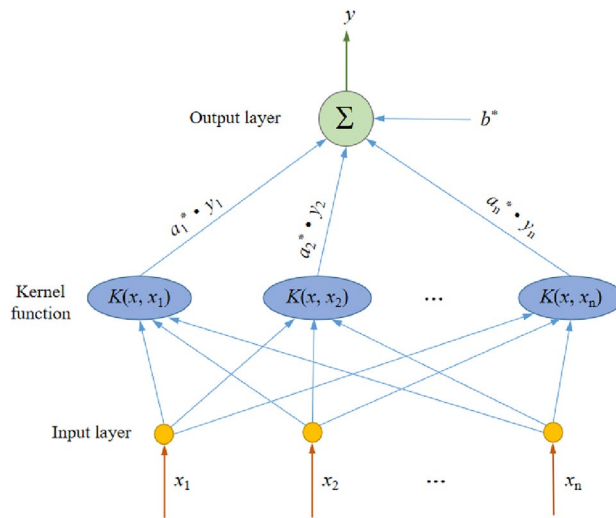 y
Output layer
Σ
b*
a₁* • y₁
a₂* • y₂
aₙ* • yₙ
Kernel
function
K(x, x₁)
K(x, x₂)
...
K(x, xₙ)
Input layer
x₁
x₂
...
xₙ